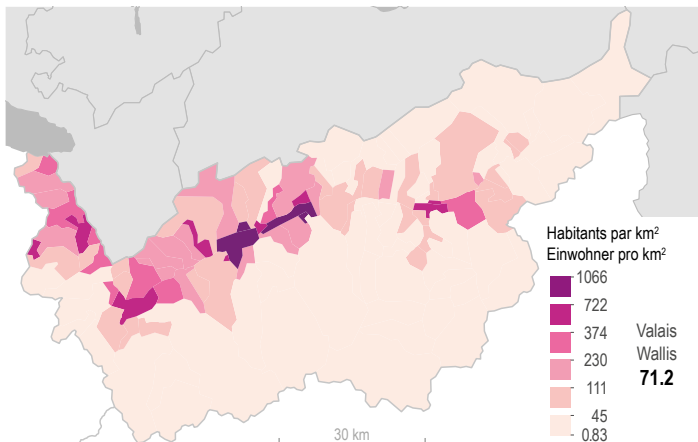 Habitants par km²
Einwohner pro km²
1066
722
374
230
111
45
0.83
Valais
Wallis
71.2
30 km